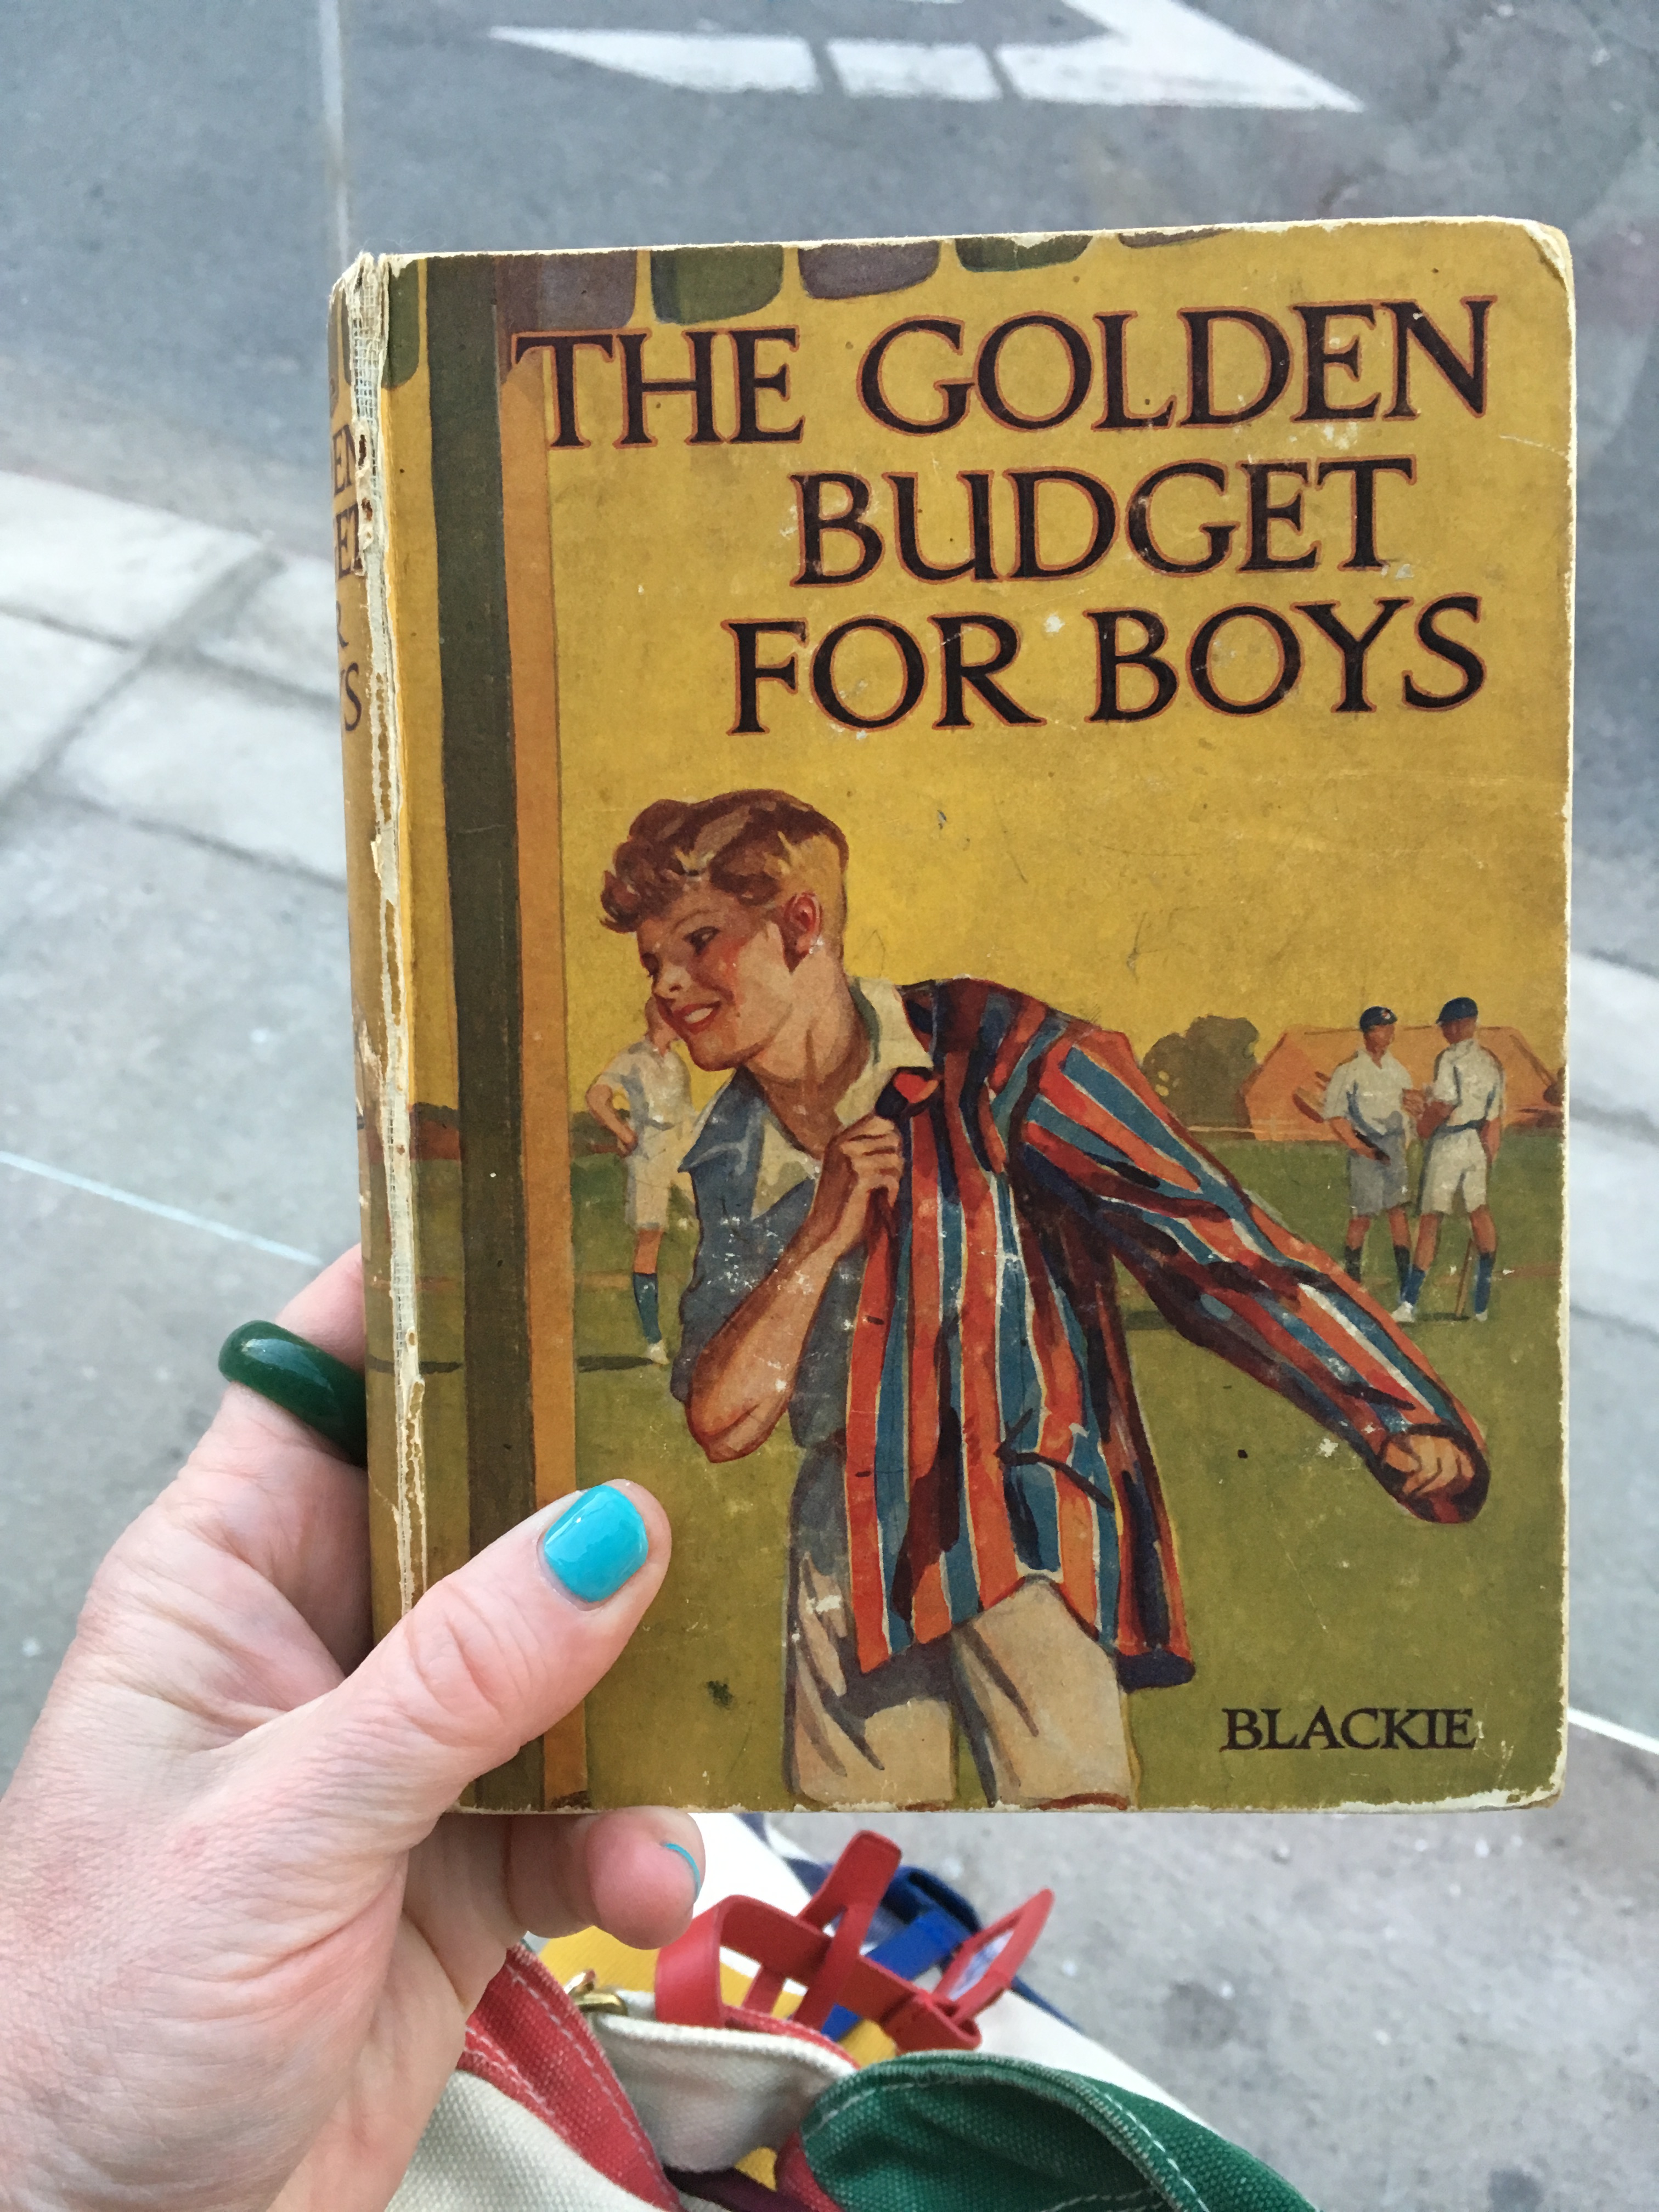 THE GOLDEN
BUDGET
FOR BOYS
BLACKIE